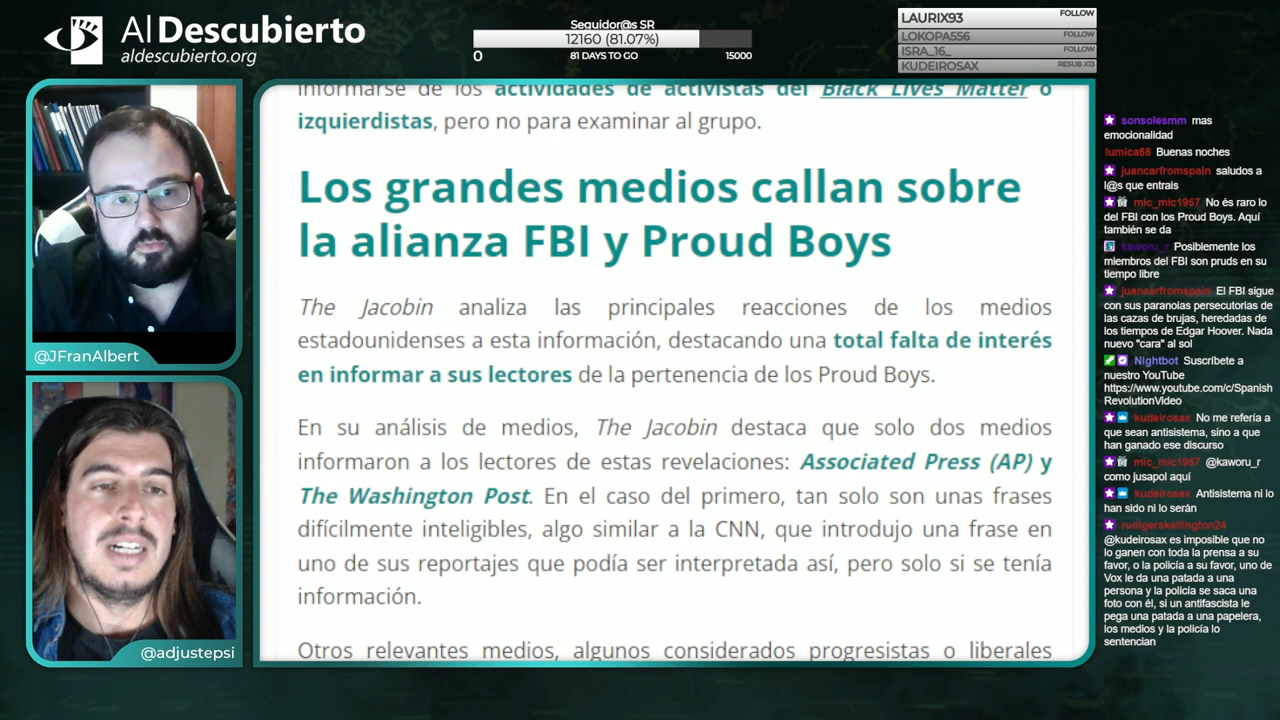 Al Descubierto
aldescubierto.org
Seguidor@s SR
12160 (81.07%)
0
81 DAYS TO GO
15000
LAURIX93 FOLLOW
LOKOPA556 FOLLOW
ISRA_16_ FOLLOW
KUDEIROSAX RESUB X13
@JFranAlbert
@adjustepsi
informarse de los actividades de activistas del Black Lives Matter o
izquierdistas, pero no para examinar al grupo.
Los grandes medios callan sobre
la alianza FBI y Proud Boys
The Jacobin analiza las principales reacciones de los medios
estadounidenses a esta información, destacando una total falta de interés
en informar a sus lectores de la pertenencia de los Proud Boys.
En su análisis de medios, The Jacobin destaca que solo dos medios
informaron a los lectores de estas revelaciones: Associated Press (AP) y
The Washington Post. En el caso del primero, tan solo son unas frases
difícilmente inteligibles, algo similar a la CNN, que introdujo una frase en
uno de sus reportajes que podía ser interpretada así, pero solo si se tenía
información.
Otros relevantes medios, algunos considerados progresistas o liberales
sonsolesmm mas
emocionalidad
lumica68 Buenas noches
juancarfromspain saludos a
l@s que entrais
mic_mic1967 No és raro lo
del FBI con los Proud Boys. Aquí
también se da
kaworu_r Posiblemente los
miembros del FBI son pruds en su
tiempo libre
juancarfromspain El FBI sigue
con sus paranoias persecutorias de
las cazas de brujas, heredadas de
los tiempos de Edgar Hoover. Nada
nuevo "cara" al sol
Nightbot Suscríbete a
nuestro YouTube
https://www.youtube.com/c/Spanish
RevolutionVideo
kudeirosax No me refería a
que sean antisistema, sino a que
han ganado ese discurso
mic_mic1967 @kaworu_r
como jusapol aquí
kudeirosax Antisistema ni lo
han sido ni lo serán
rudigerskellington24
@kudeirosax es imposible que no
lo ganen con toda la prensa a su
favor, o la policía a su favor, uno de
Vox le da una patada a una
persona y la policía se saca una
foto con él, si un antifascista le
pega una patada a una papelera,
los medios y la policía lo
sentencian